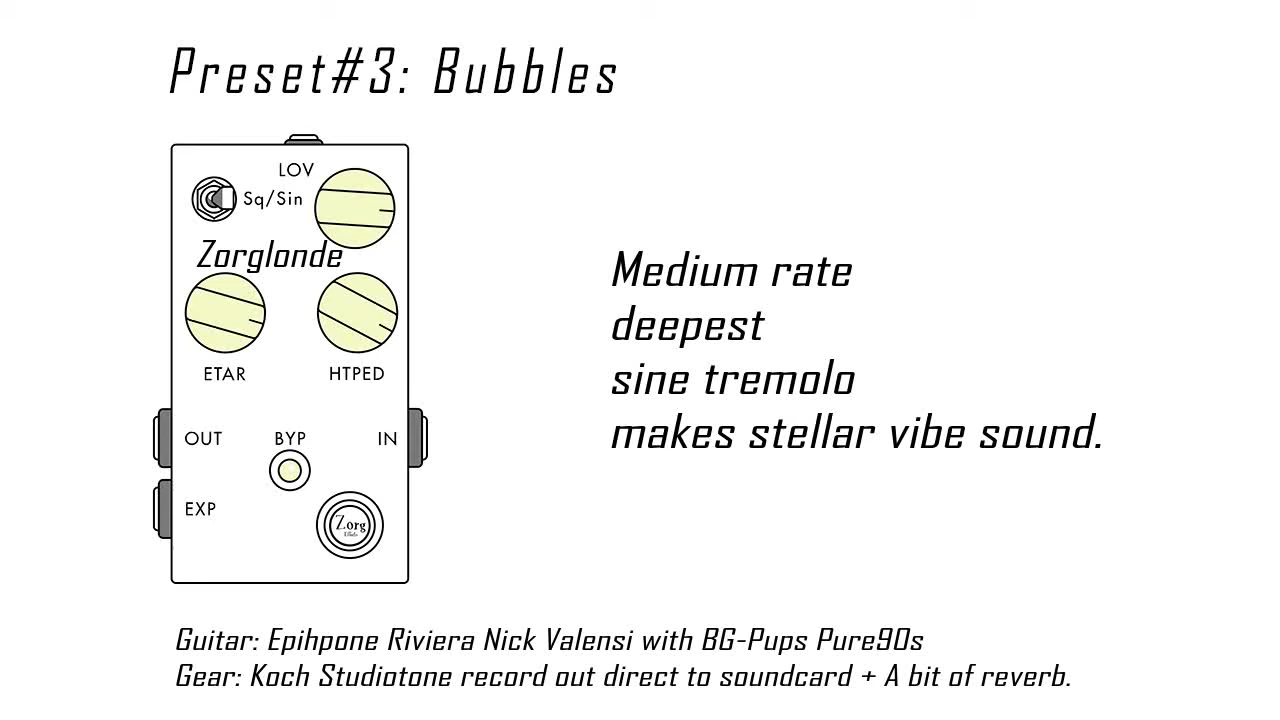 Preset#3: Bubbles
LOV
Sq/Sin
Zorglonde
ETAR
HTPED
Medium rate
deepest
sine tremolo
makes stellar vibe sound.
OUT
BYP
IN
EXP
Zorg
Guitar: Epihpone Riviera Nick Valensi with BG-Pups Pure90s
Gear: Koch Studiotone record out direct to soundcard + A bit of reverb.